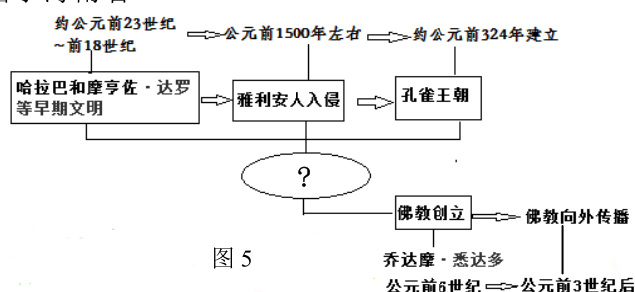 约公元前23世纪
~前18世纪
公元前1500年左右
约公元前324年建立
哈拉巴和摩亨佐·达罗
等早期文明
雅利安人入侵
孔雀王朝
?
佛教创立
佛教向外传播
图5
乔达摩·悉达多
公元前6世纪
公元前3世纪后